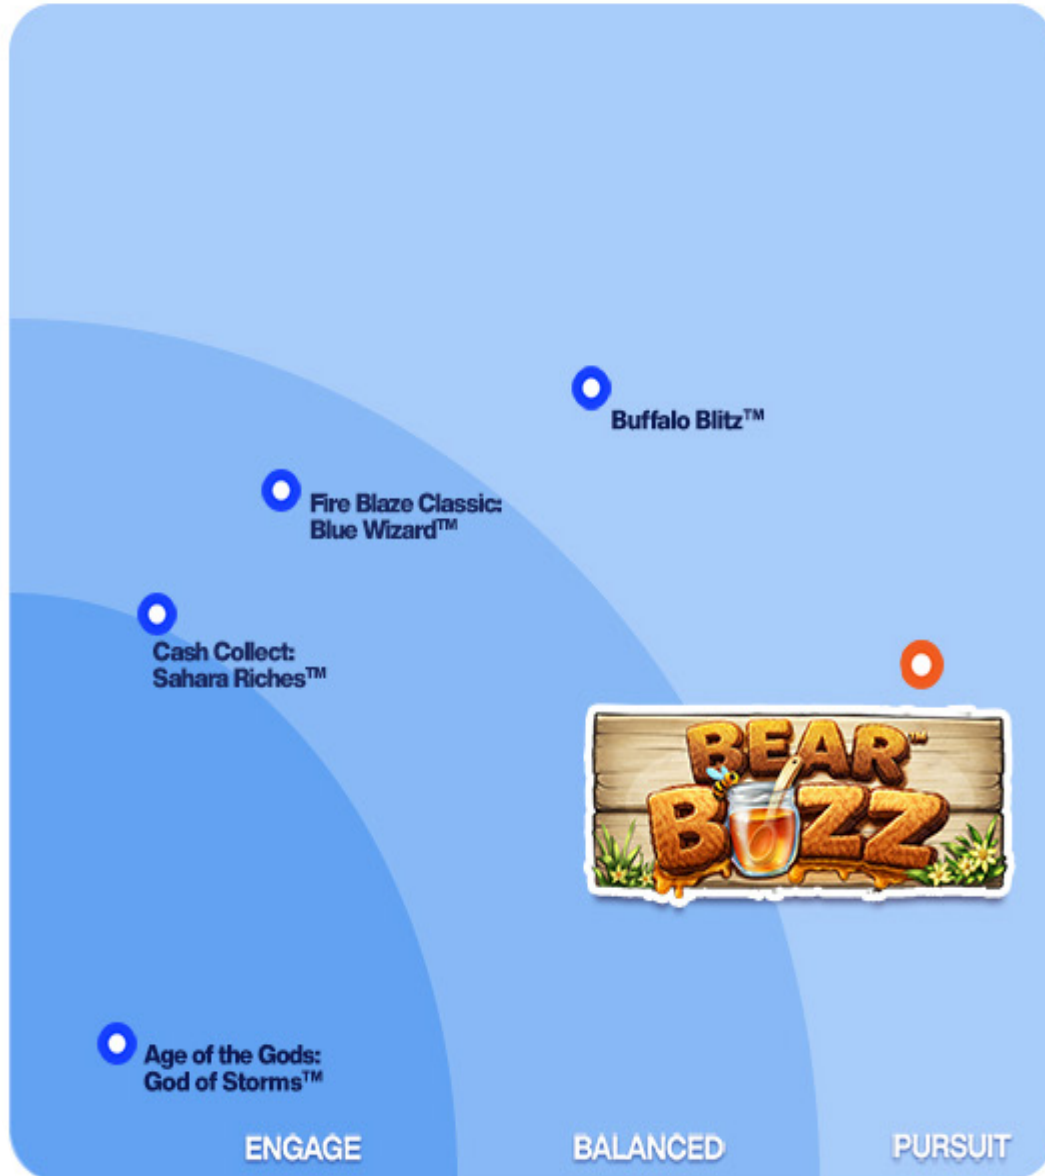 Buffalo Blitz™
Fire Blaze Classic:
Blue Wizard™
Cash Collect:
Sahara Riches™
BEAR™
BUZZ
Age of the Gods:
God of Storms™
ENGAGE
BALANCED
PURSUIT